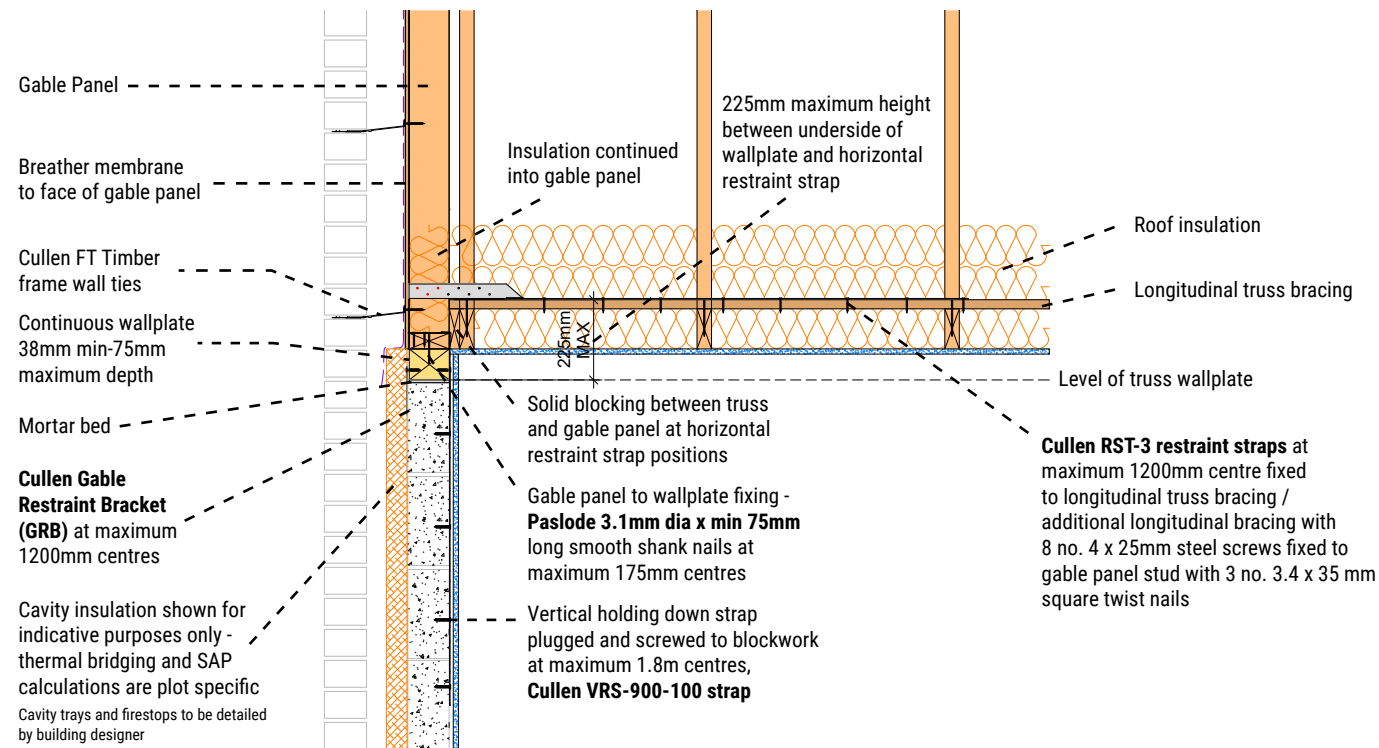 Gable Panel
Breather membrane
to face of gable panel
Cullen FT Timber
frame wall ties
Continuous wallplate
38mm min-75mm
maximum depth
Mortar bed
Cullen Gable
Restraint Bracket
(GRB) at maximum
1200mm centres
Cavity insulation shown for
indicative purposes only -
thermal bridging and SAP
calculations are plot specific
Cavity trays and firestops to be detailed
by building designer
Insulation continued
into gable panel
225mm maximum height
between underside of
wallplate and horizontal
restraint strap
225mm
MAX
Solid blocking between truss
and gable panel at horizontal
restraint strap positions
Gable panel to wallplate fixing -
Paslode 3.1mm dia x min 75mm
long smooth shank nails at
maximum 175mm centres
Vertical holding down strap
plugged and screwed to blockwork
at maximum 1.8m centres,
Cullen VRS-900-100 strap
Roof insulation
Longitudinal truss bracing
Level of truss wallplate
Cullen RST-3 restraint straps at
maximum 1200mm centre fixed
to longitudinal truss bracing /
additional longitudinal bracing with
8 no. 4 x 25mm steel screws fixed to
gable panel stud with 3 no. 3.4 x 35 mm
square twist nails